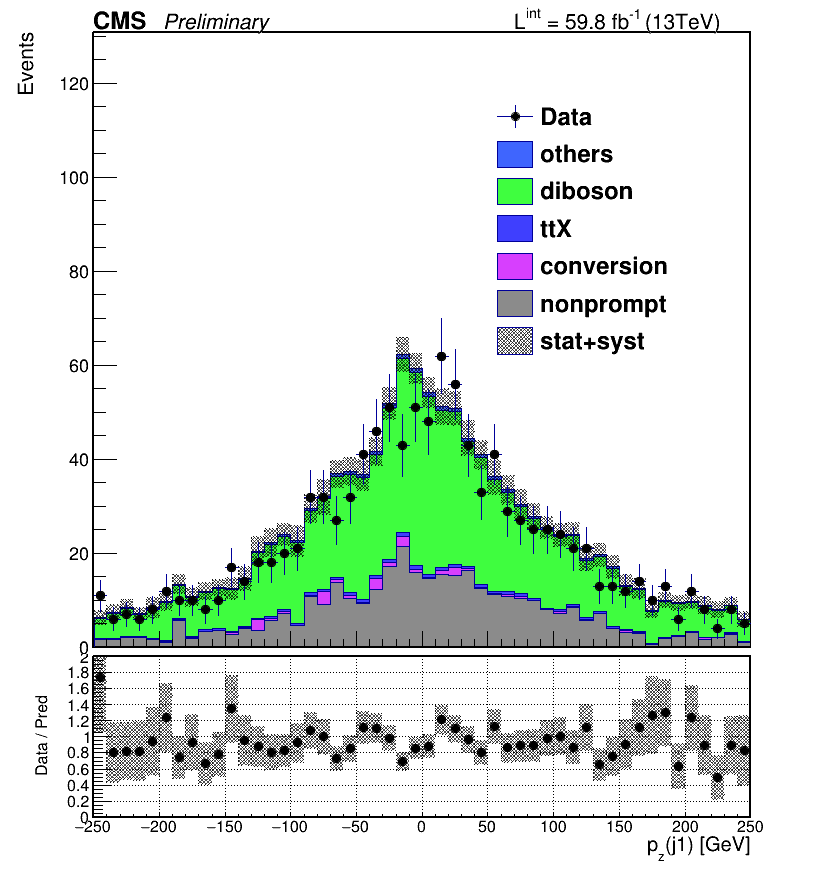 CMS Preliminary L^int = 59.8 fb^-1 (13TeV)
Events
120
100
80
60
40
20
0
Data
others
diboson
ttX
conversion
nonprompt
stat+syst
Data / Pred
2
1.8
1.6
1.4
1.2
1
0.8
0.6
0.4
0.2
0
−250 −200 −150 −100 −50 0 50 100 150 200 250
p_z(j1) [GeV]